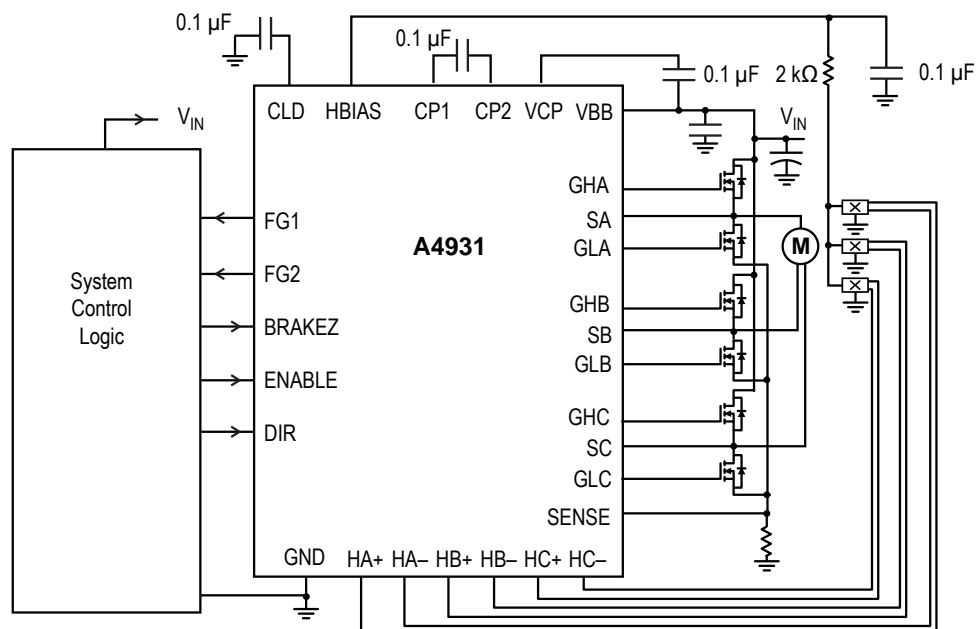 0.1 µF
0.1 µF
0.1 µF
2 kΩ
0.1 µF
CLD
HBIAS
CP1
CP2
VCP
VBB
VIN
VIN
GHA
FG1
SA
A4931
M
GLA
System
Control
Logic
FG2
GHB
BRAKEZ
SB
GLB
ENABLE
GHC
DIR
SC
GLC
SENSE
GND
HA+
HA–
HB+
HB–
HC+
HC–